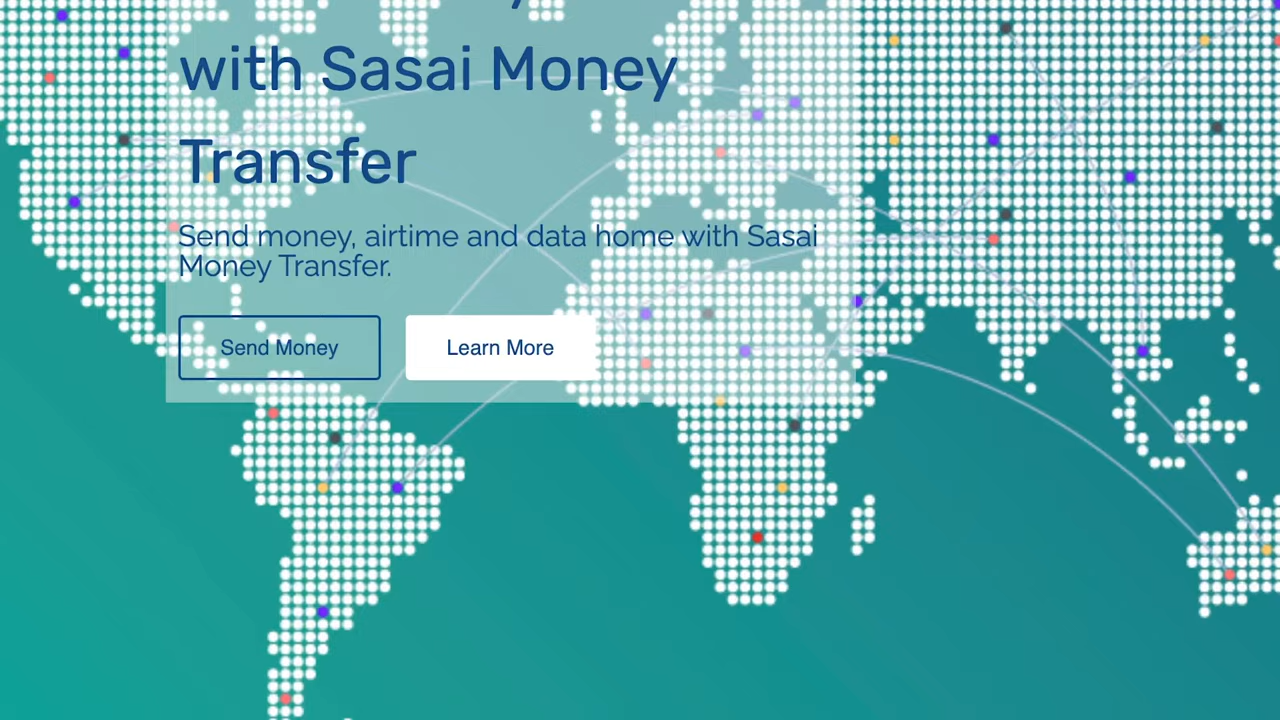 with Sasai Money
Transfer
Send money, airtime and data home with Sasai
Money Transfer.
Send Money
Learn More